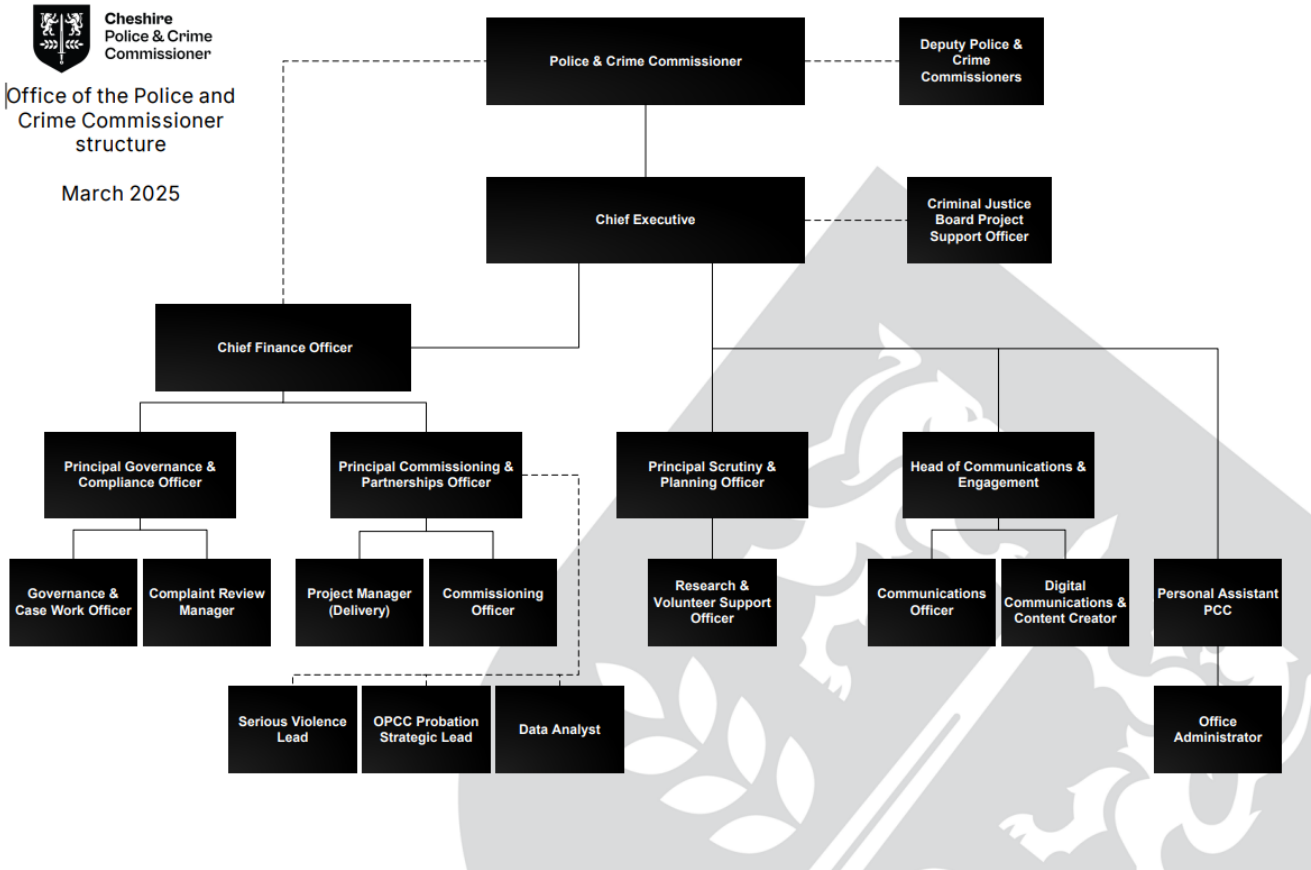 Cheshire
Police & Crime
Commissioner
Office of the Police and
Crime Commissioner
structure
March 2025
Police & Crime Commissioner
Deputy Police &
Crime
Commissioners
Chief Executive
Criminal Justice
Board Project
Support Officer
Chief Finance Officer
Principal Governance &
Compliance Officer
Principal Commissioning &
Partnerships Officer
Principal Scrutiny &
Planning Officer
Head of Communications &
Engagement
Governance &
Case Work Officer
Complaint Review
Manager
Project Manager
(Delivery)
Commissioning
Officer
Research &
Volunteer Support
Officer
Communications
Officer
Digital
Communications &
Content Creator
Personal Assistant
PCC
Serious Violence
Lead
OPCC Probation
Strategic Lead
Data Analyst
Office
Administrator